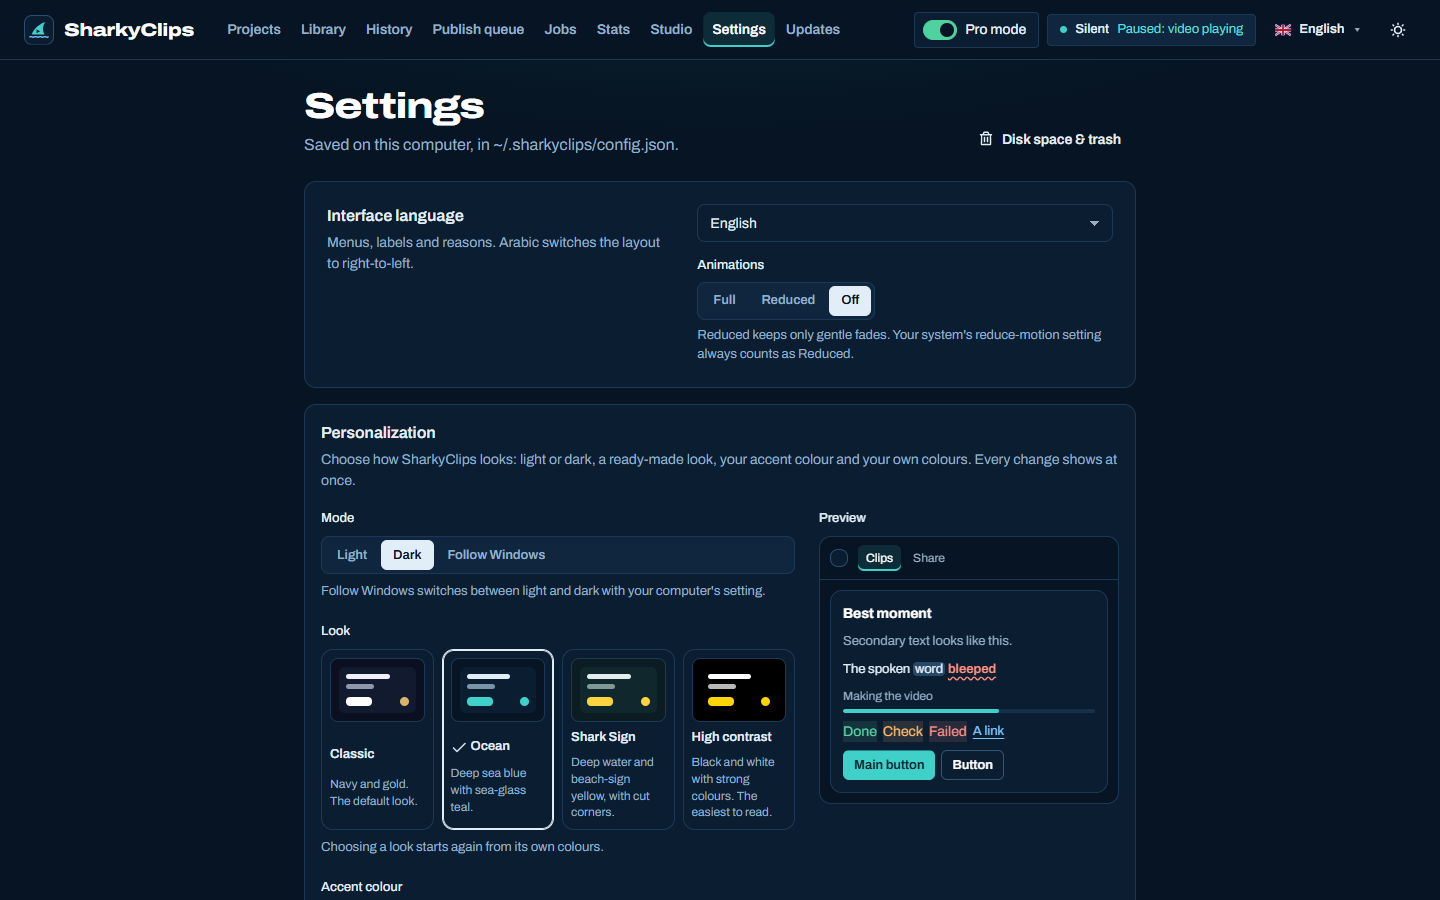 SharkyClips
Projects
Library
History
Publish queue
Jobs
Stats
Studio
Settings
Updates
Pro mode
Silent Paused: video playing
English
Settings
Saved on this computer, in ~/.sharkyclips/config.json.
Disk space & trash
Interface language
Menus, labels and reasons. Arabic switches the layout
to right-to-left.
English
Animations
Full
Reduced
Off
Reduced keeps only gentle fades. Your system's reduce-motion setting
always counts as Reduced.
Personalization
Choose how SharkyClips looks: light or dark, a ready-made look, your accent colour and your own colours. Every change shows at
once.
Mode
Light
Dark
Follow Windows
Follow Windows switches between light and dark with your computer's setting.
Look
Classic
Navy and gold.
The default look.
Ocean
Deep sea blue
with sea-glass
teal.
Shark Sign
Deep water and
beach-sign
yellow, with cut
corners.
High contrast
Black and white
with strong
colours. The
easiest to read.
Choosing a look starts again from its own colours.
Accent colour
Preview
Clips
Share
Best moment
Secondary text looks like this.
The spoken word bleeped
Making the video
Done Check Failed A link
Main button
Button